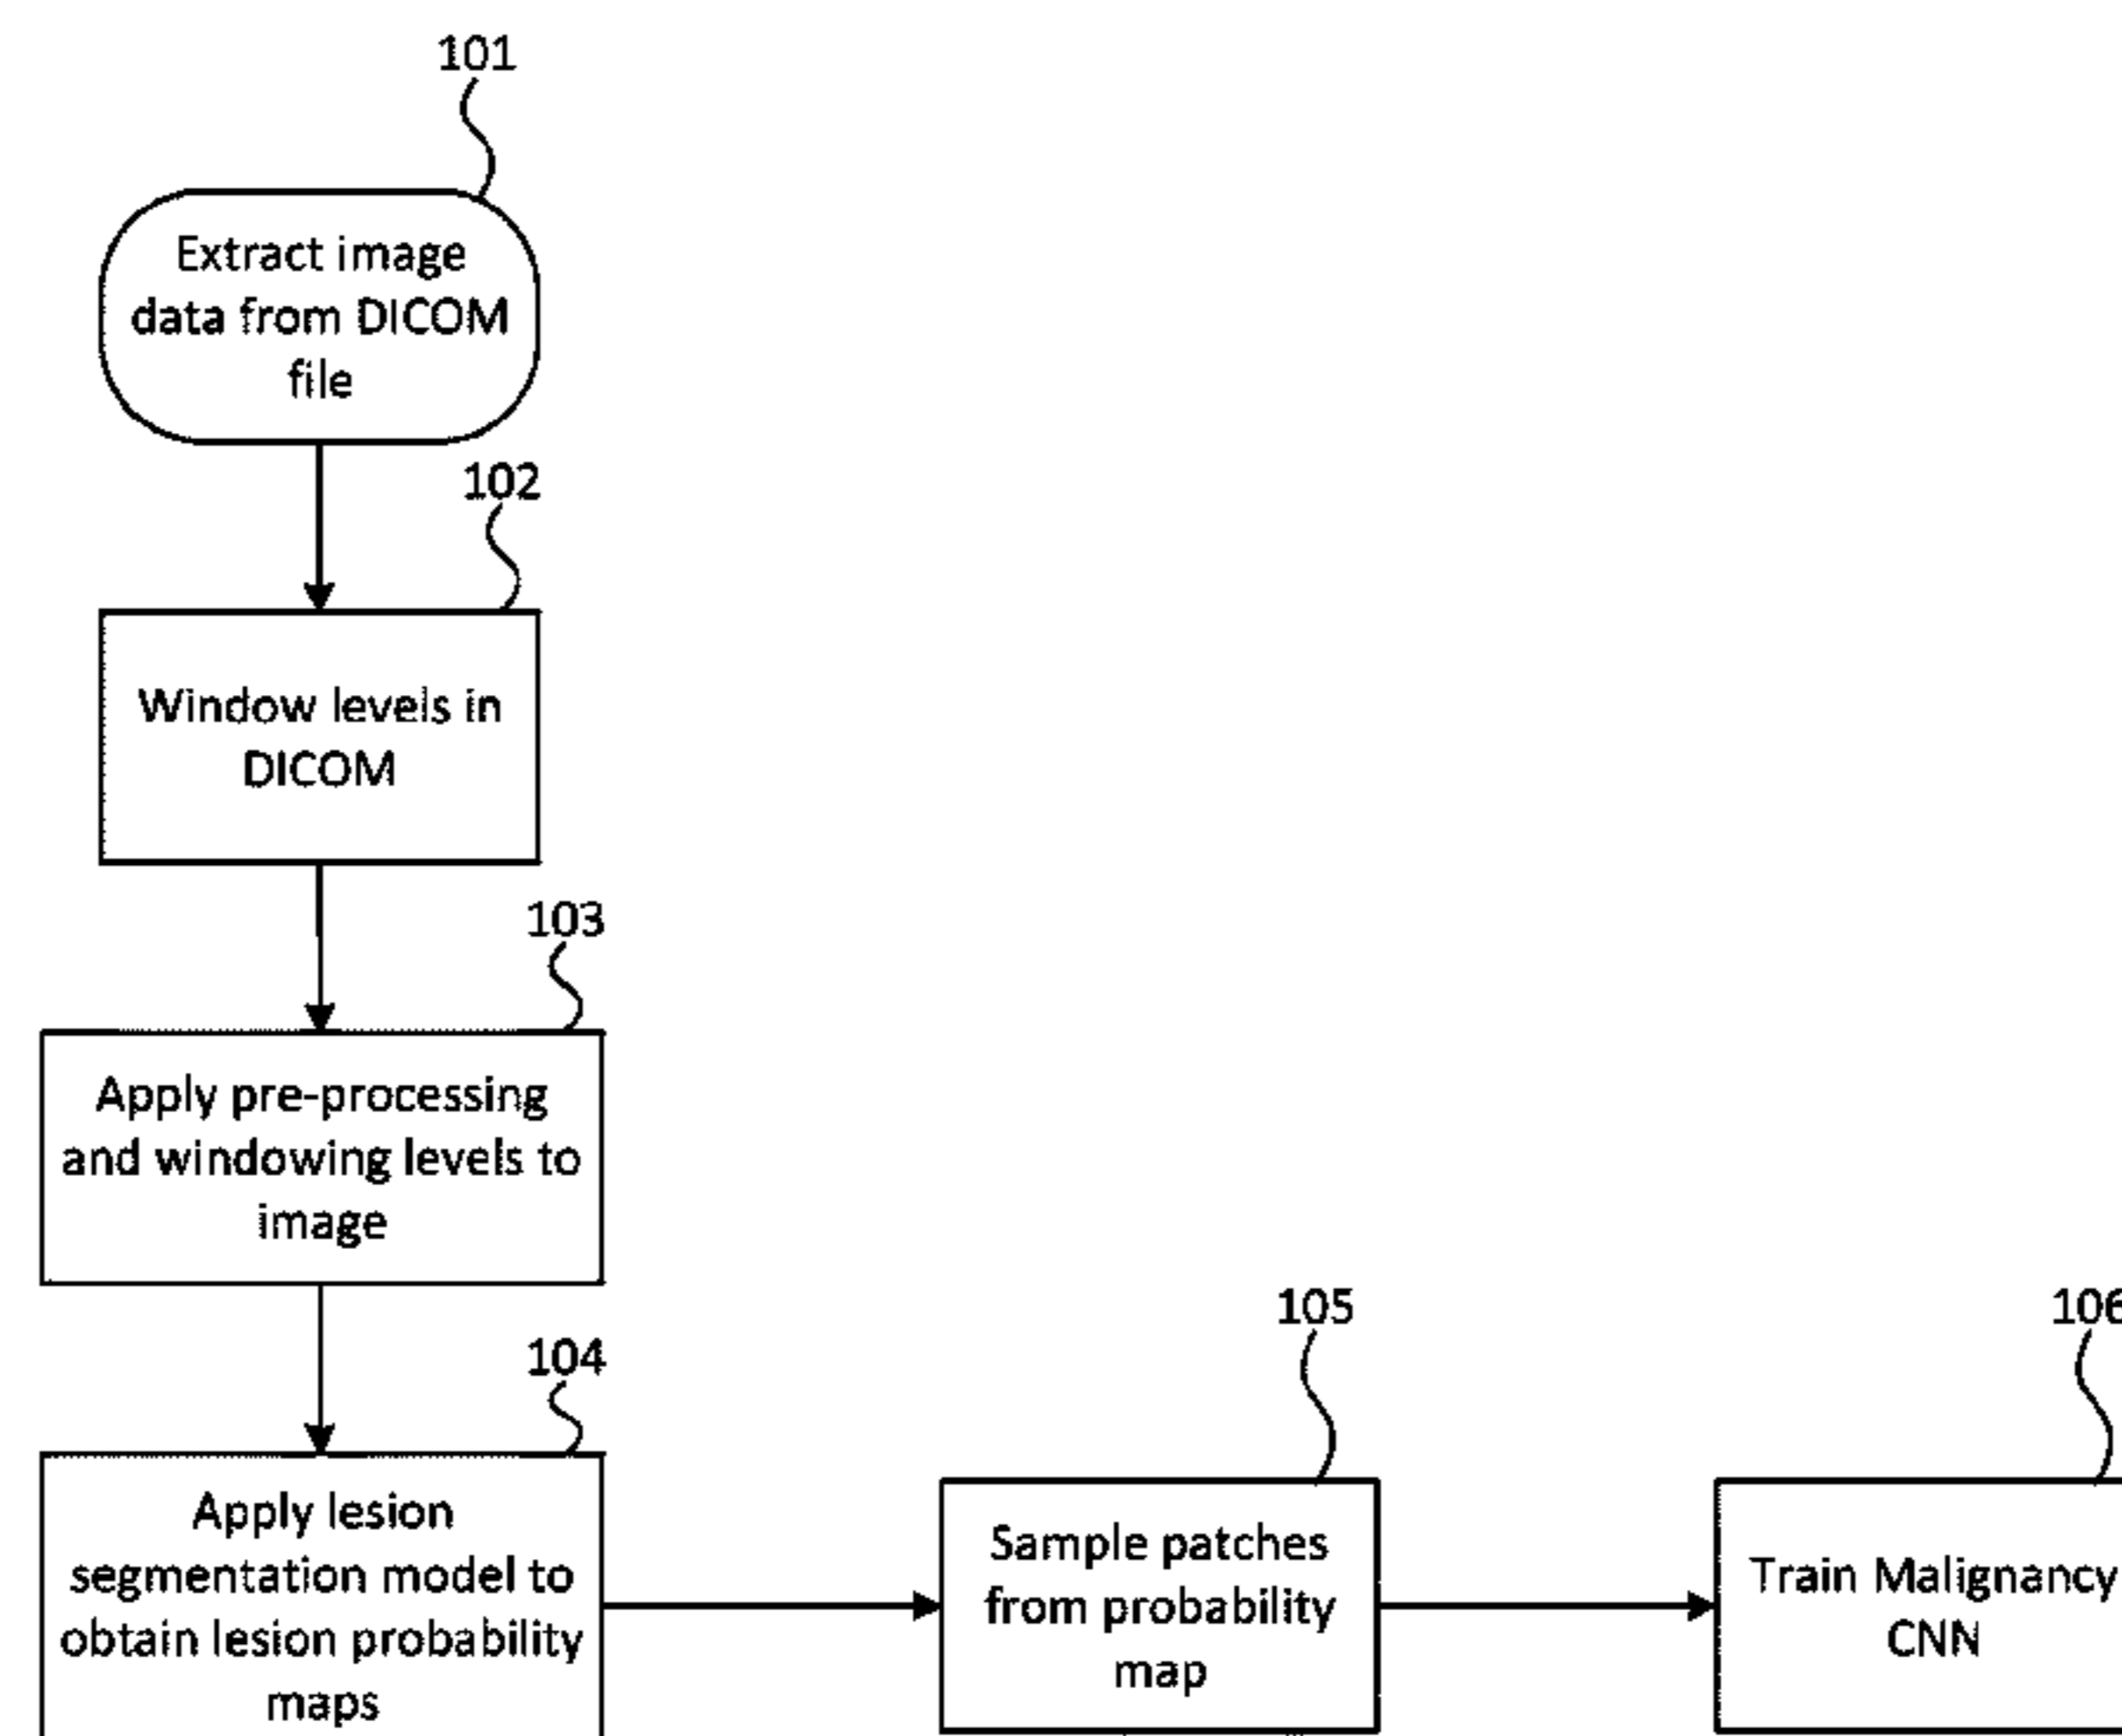 101
Extract image
data from DICOM
file
102
Window levels in
DICOM
103
Apply pre-processing
and windowing levels to
image
104
Apply lesion
segmentation model to
obtain lesion probability
maps
105
Sample patches
from probability
map
106
Train Malignancy
CNN